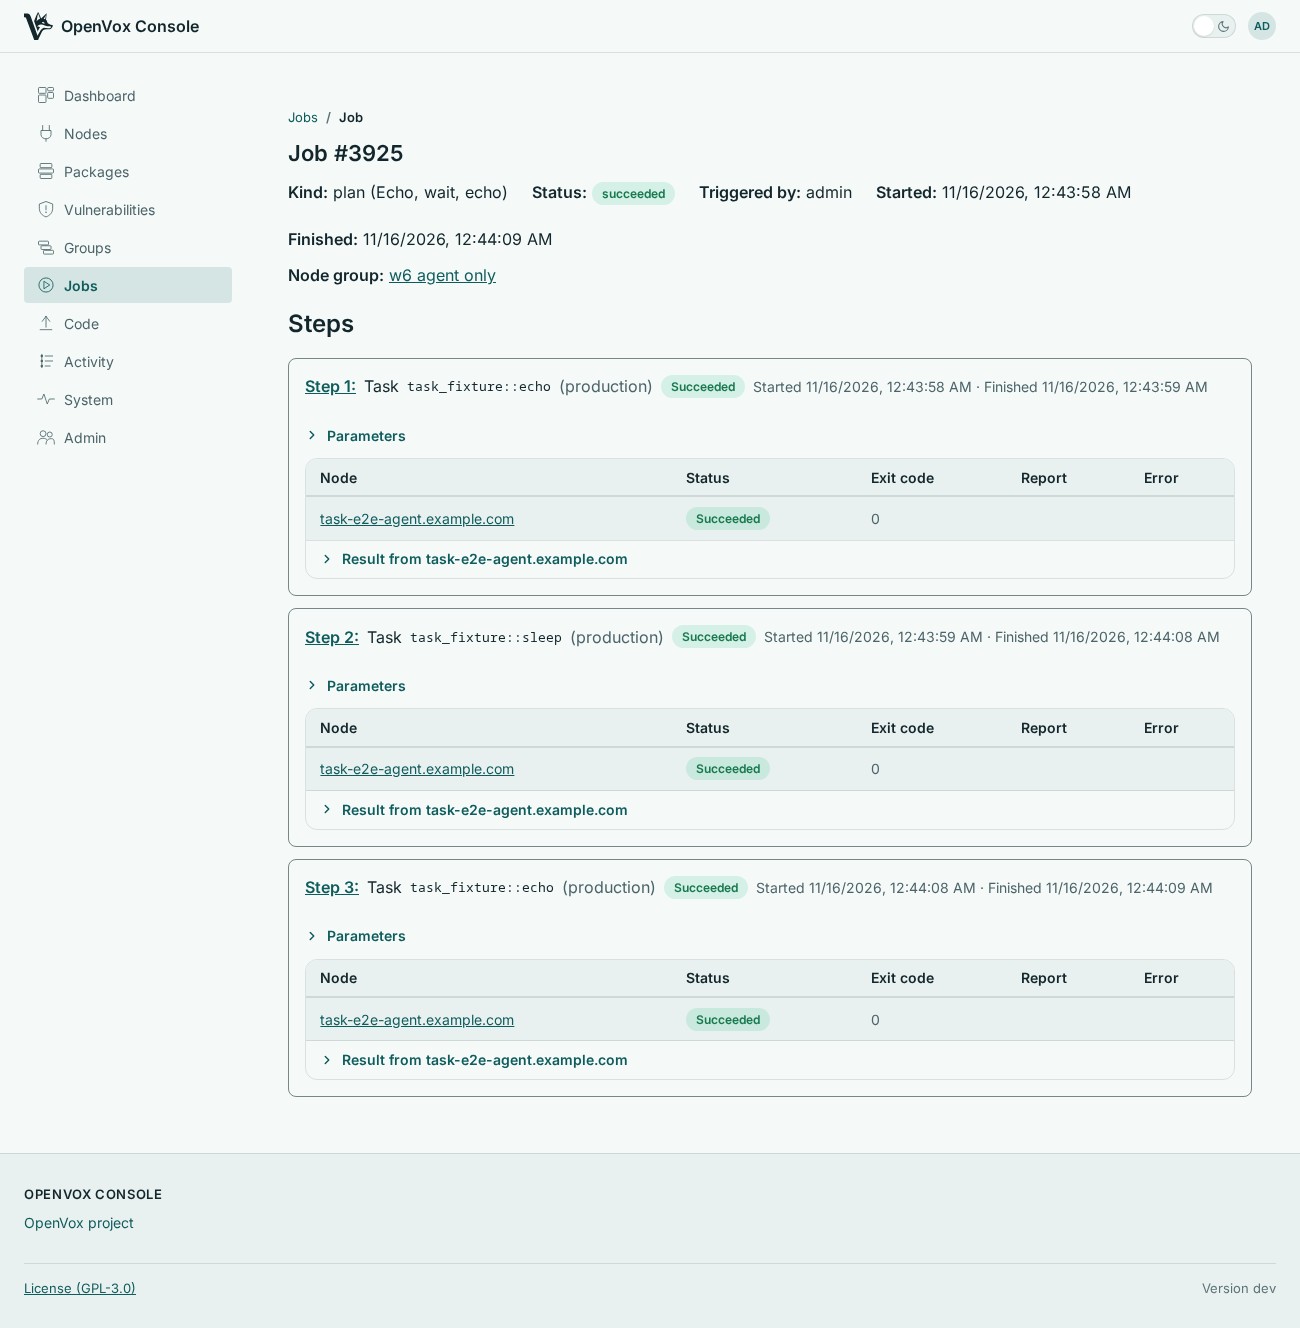 OpenVox Console
AD
Dashboard
Nodes
Packages
Vulnerabilities
Groups
Jobs
Code
Activity
System
Admin
Jobs / Job
Job #3925
Kind: plan (Echo, wait, echo) Status: succeeded Triggered by: admin Started: 11/16/2026, 12:43:58 AM
Finished: 11/16/2026, 12:44:09 AM
Node group: w6 agent only
Steps
Step 1: Task task_fixture::echo (production) Succeeded Started 11/16/2026, 12:43:58 AM · Finished 11/16/2026, 12:43:59 AM
Parameters
Node Status Exit code Report Error
task-e2e-agent.example.com Succeeded 0
Result from task-e2e-agent.example.com
Step 2: Task task_fixture::sleep (production) Succeeded Started 11/16/2026, 12:43:59 AM · Finished 11/16/2026, 12:44:08 AM
Parameters
Node Status Exit code Report Error
task-e2e-agent.example.com Succeeded 0
Result from task-e2e-agent.example.com
Step 3: Task task_fixture::echo (production) Succeeded Started 11/16/2026, 12:44:08 AM · Finished 11/16/2026, 12:44:09 AM
Parameters
Node Status Exit code Report Error
task-e2e-agent.example.com Succeeded 0
Result from task-e2e-agent.example.com
OPENVOX CONSOLE
OpenVox project
License (GPL-3.0)
Version dev